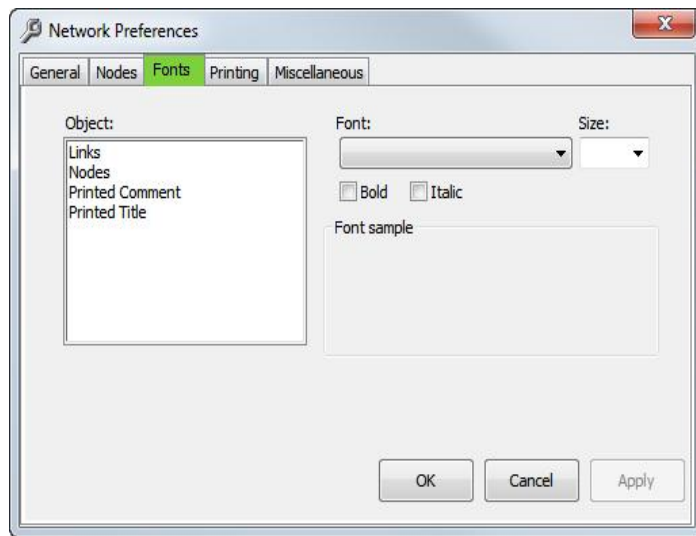 Network Preferences
X
General Nodes Fonts Printing Miscellaneous
Object: Font: Size:
Links
Nodes
Printed Comment
Printed Title
Bold Italic
Font sample
OK Cancel Apply